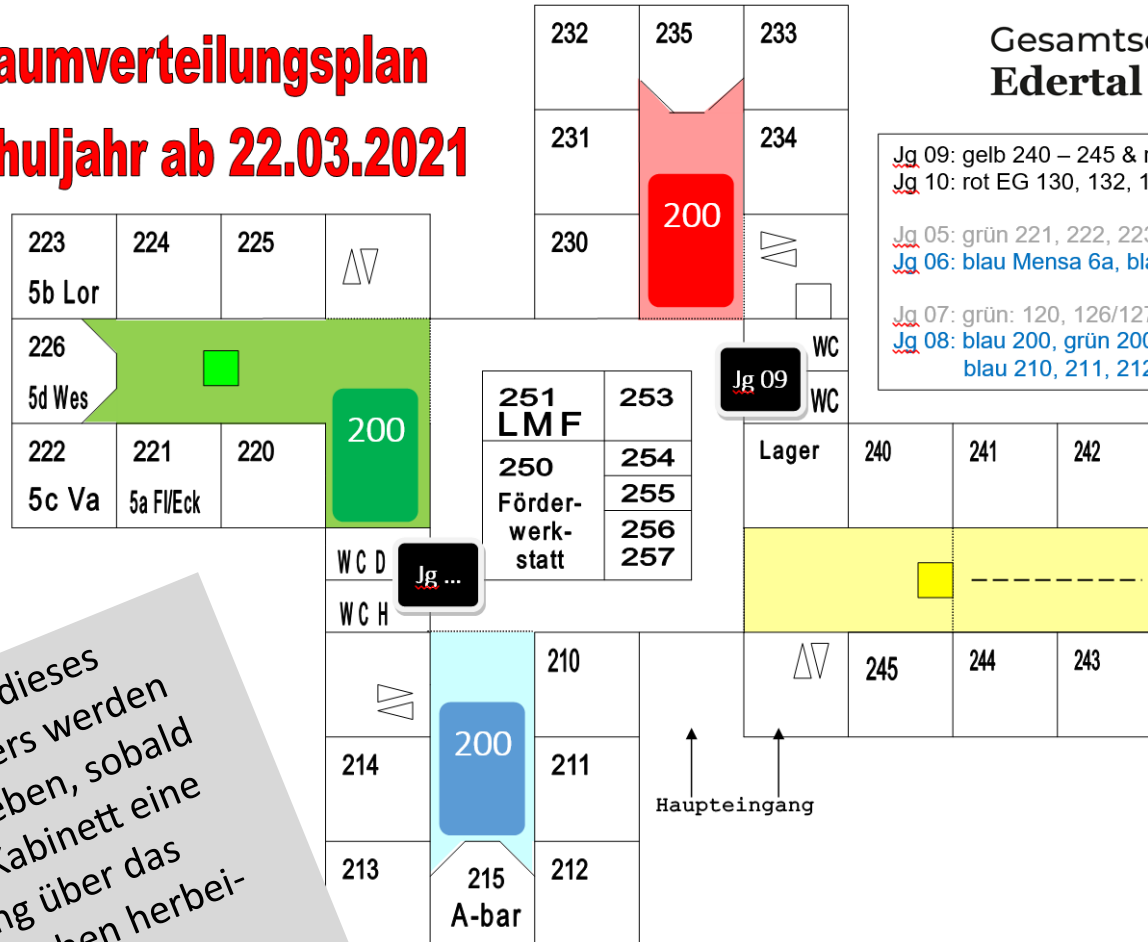 aumverteilungsplan
huljahr ab 22.03.2021
Gesamts
Edertal
Jg 09: gelb 240 – 245 &
Jg 10: rot EG 130, 132, 1
Jg 05: grün 221, 222, 223
Jg 06: blau Mensa 6a, bla
Jg 07: grün: 120, 126/127
Jg 08: blau 200, grün 200
blau 210, 211, 212
232
235
233
231
234
200
230
223
5b Lor
224
225
226
5d Wes
200
222
5c Va
221
5a Fl/Eck
220
251
LMF
253
250
Förder-
werk-
statt
254
255
256
257
Jg 09
WC
WC
Lager
240
241
242
WC D
WC H
Jg ...
210
245
244
243
200
214
211
Haupteingang
213
215
A-bar
212
dieses
ers werden
eben, sobald
Kabinett eine
ng über das
hen herbei-